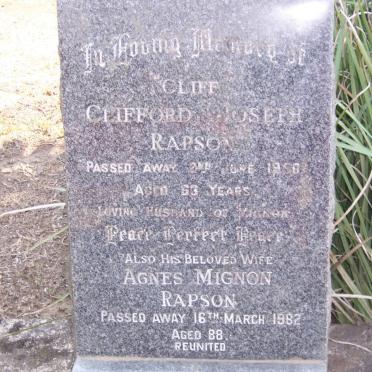 In Loving Memory of
"CLIFF"
CLIFFORD JOSEPH
RAPSON
PASSED AWAY 2ND JUNE
AGED 63 YEARS
LOVING HUSBAND OF MIGNON
Peace Perfect Peace
ALSO HIS BELOVED WIFE
AGNES MIGNON
RAPSON
PASSED AWAY 16TH MARCH 1982
AGED 88
REUNITED